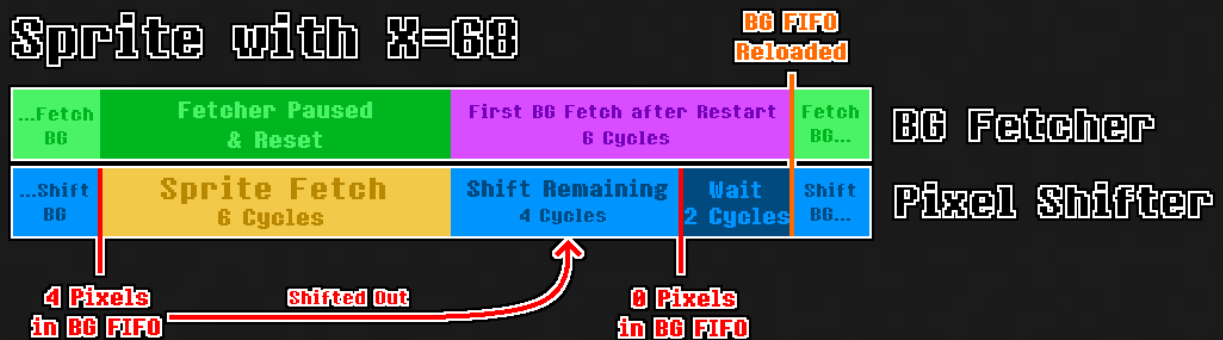 Sprite with X=68
BG FIFO
Reloaded
...Fetch
BG
Fetcher Paused
& Reset
First BG Fetch after Restart
6 Cycles
Fetch
BG...
BG Fetcher
...Shift
BG
Sprite Fetch
6 Cycles
Shift Remaining
4 Cycles
Wait
2 Cycles
Shift
BG...
Pixel Shifter
4 Pixels
in BG FIFO
Shifted Out
0 Pixels
in BG FIFO